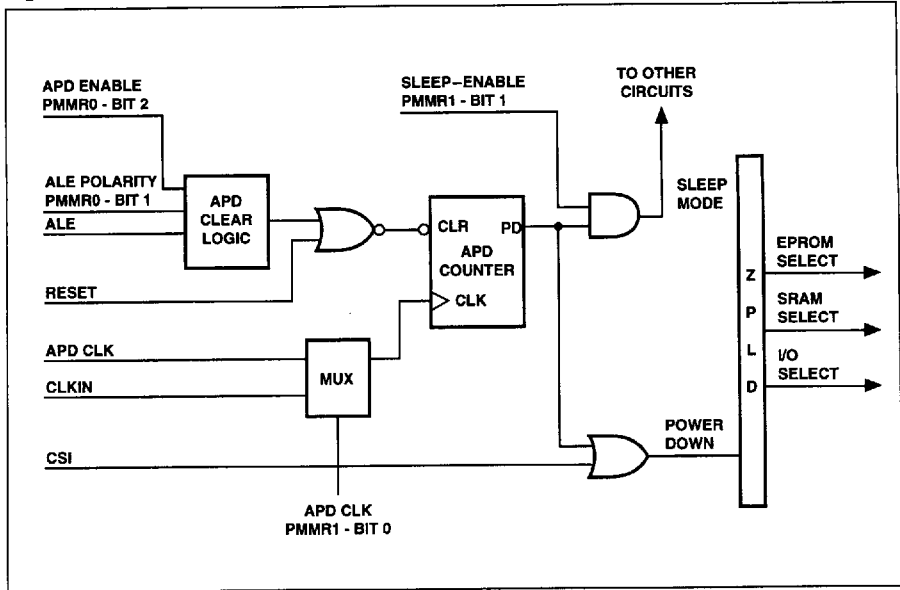 APD ENABLE
PMMR0 - BIT 2
ALE POLARITY
PMMR0 - BIT 1
ALE
RESET
APD CLK
CLKIN
CSI
APD
CLEAR
LOGIC
MUX
APD CLK
PMMR1 - BIT 0
SLEEP-ENABLE
PMMR1 - BIT 1
CLR
PD
APD
COUNTER
CLK
TO OTHER
CIRCUITS
SLEEP
MODE
POWER
DOWN
Z
P
L
D
EPROM
SELECT
SRAM
SELECT
I/O
SELECT